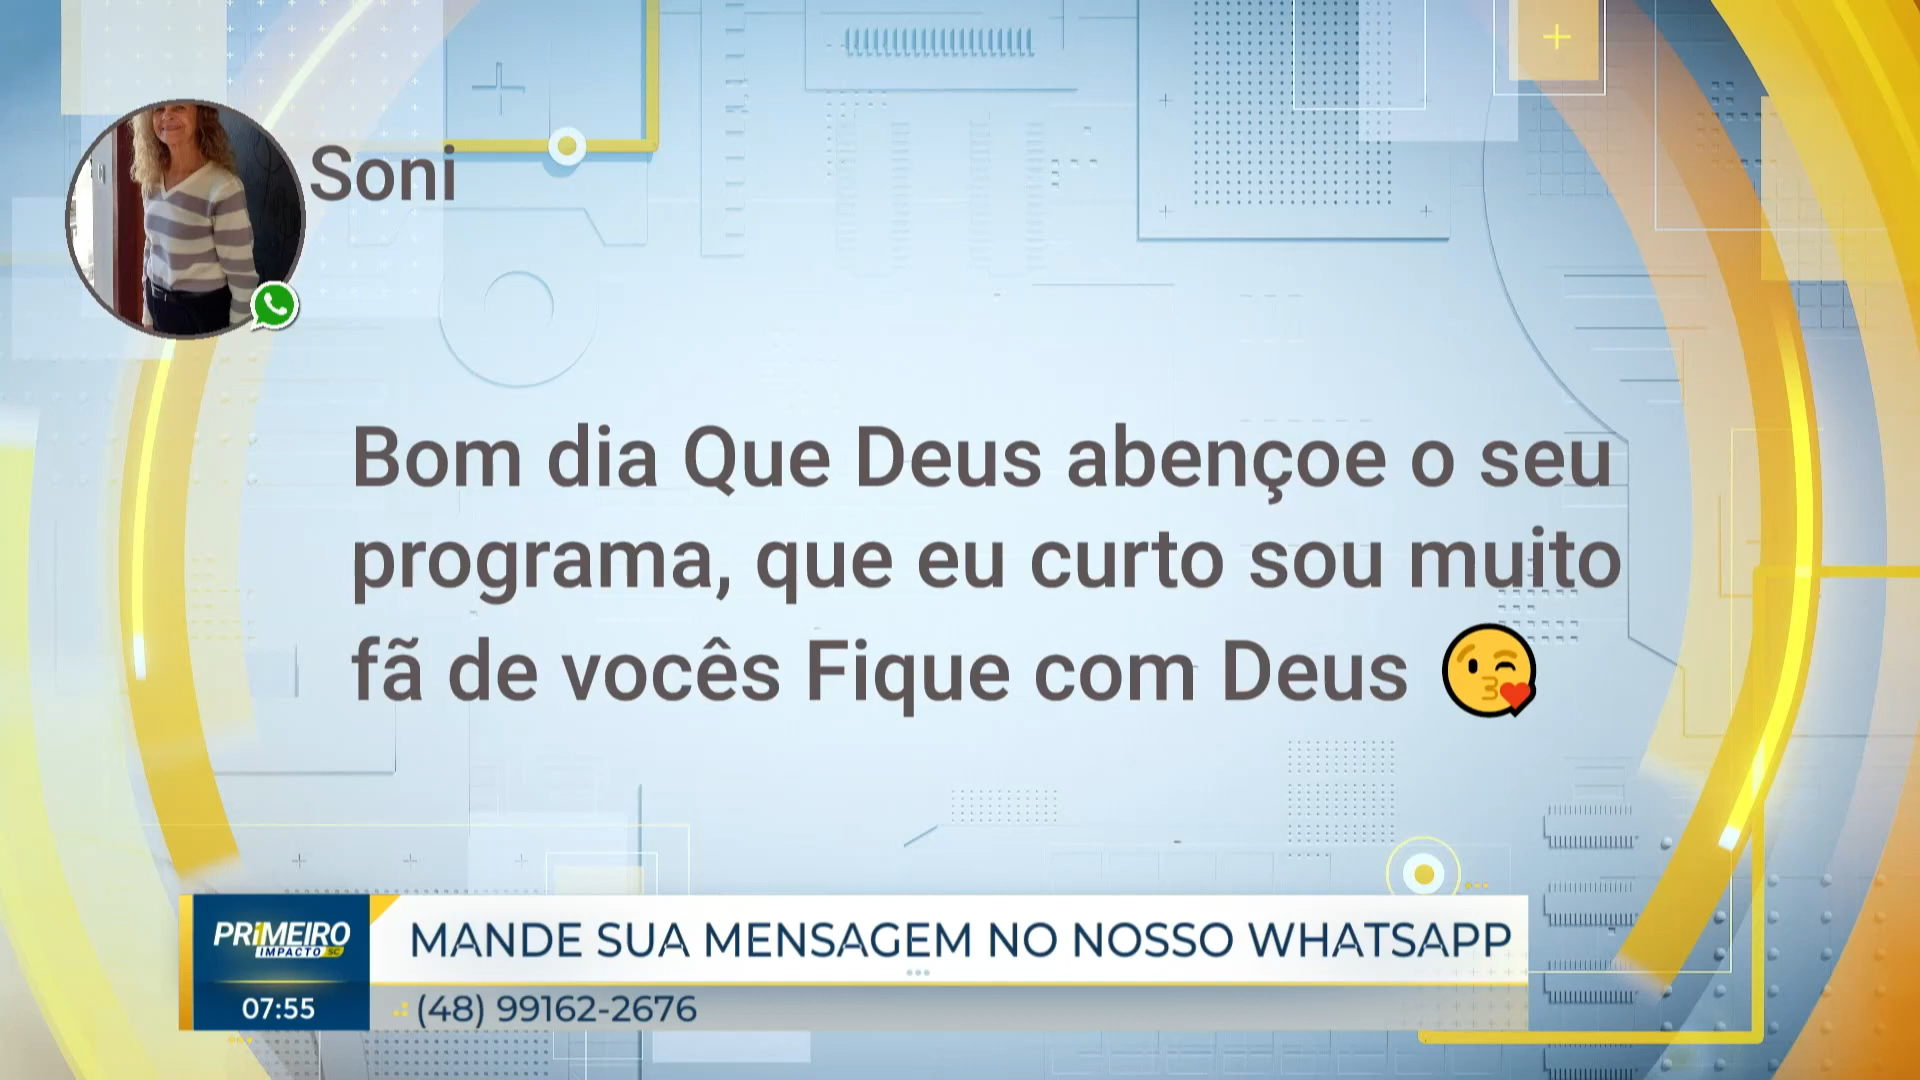 Soni
Bom dia Que Deus abençoe o seu
programa, que eu curto sou muito
fã de vocês Fique com Deus 😘
PRiMEIRO
IMPACTO SC
MANDE SUA MENSAGEM NO NOSSO WHATSAPP
07:55
(48) 99162-2676